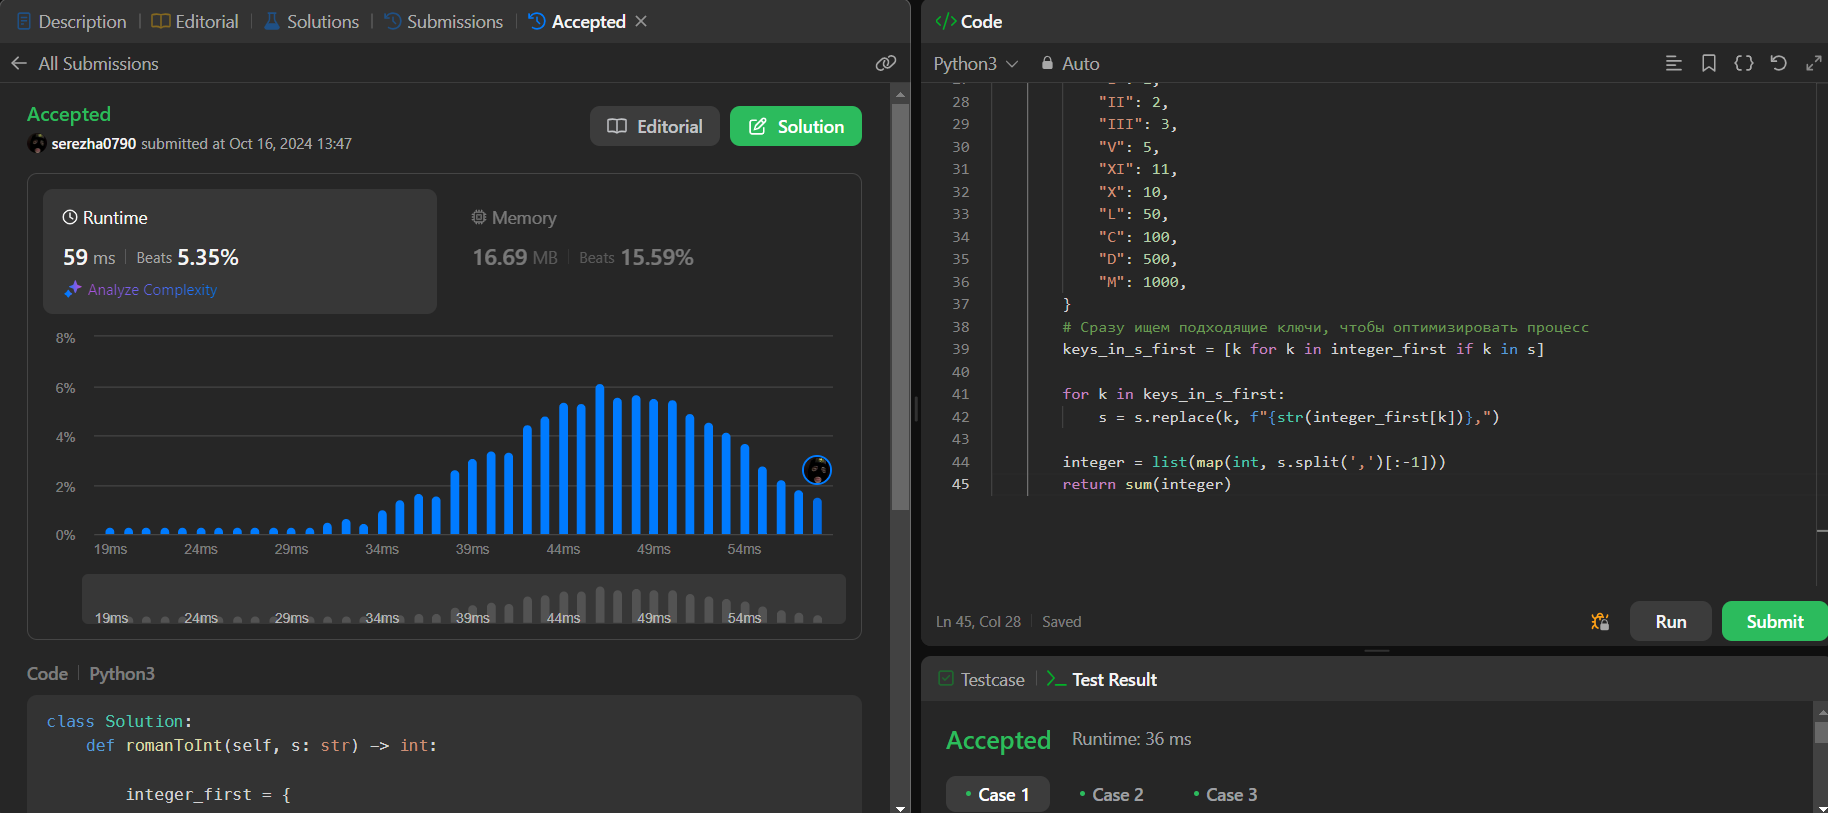 Description
Editorial
Solutions
Submissions
Accepted
All Submissions
Accepted
serezha0790 submitted at Oct 16, 2024 13:47
Editorial
Solution
Runtime
59 ms
Beats 5.35%
Analyze Complexity
Memory
16.69 MB
Beats 15.59%
8%
6%
4%
2%
0%
19ms 24ms 29ms 34ms 39ms 44ms 49ms 54ms
19ms 24ms 29ms 34ms 39ms 44ms 49ms 54ms
Code
Python3
class Solution:
def romanToInt(self, s: str) -> int:
integer_first = {
</> Code
Python3
Auto
28 "II": 2,
29 "III": 3,
30 "V": 5,
31 "XI": 11,
32 "X": 10,
33 "L": 50,
34 "C": 100,
35 "D": 500,
36 "M": 1000,
37 }
38 # Сразу ищем подходящие ключи, чтобы оптимизировать процесс
39 keys_in_s_first = [k for k in integer_first if k in s]
40
41 for k in keys_in_s_first:
42 s = s.replace(k, f"{str(integer_first[k])},")
43
44 integer = list(map(int, s.split(',')[:-1]))
45 return sum(integer)
Ln 45, Col 28
Saved
Run
Submit
Testcase
Test Result
Accepted
Runtime: 36 ms
Case 1
Case 2
Case 3